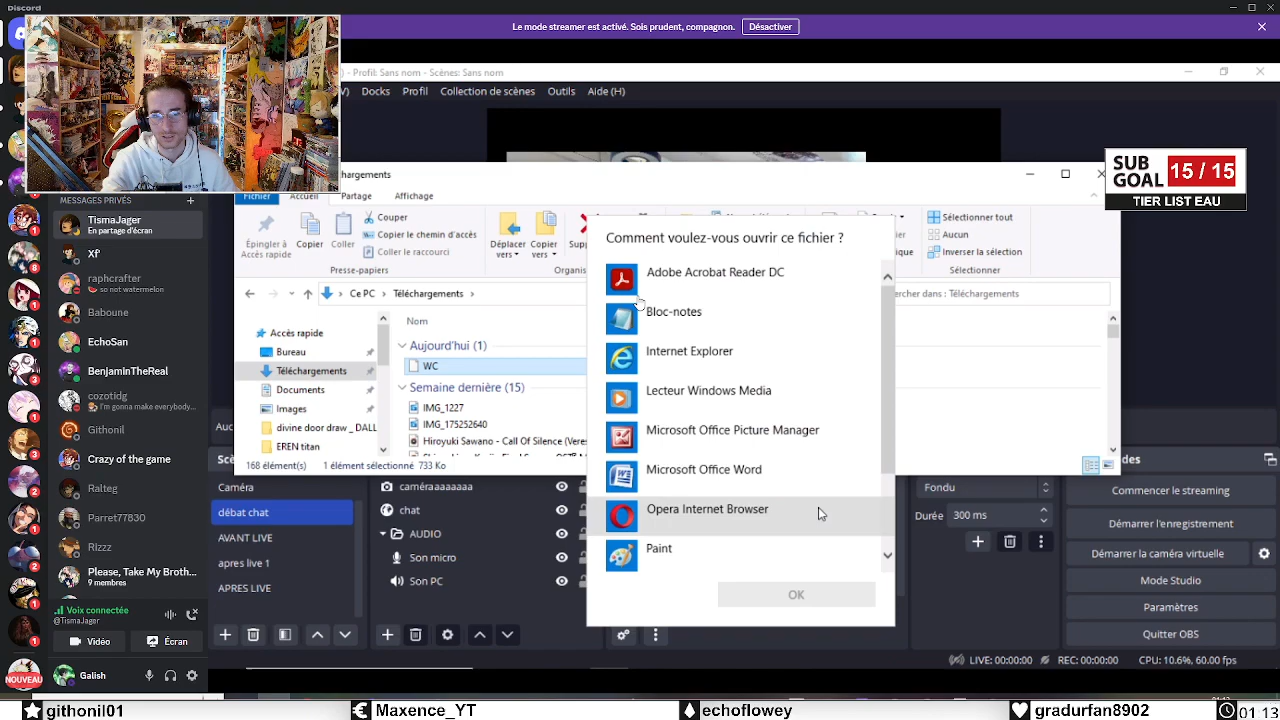 Discord
Le mode streamer est activé. Sois prudent, compagnon.
Désactiver
- Profil: Sans nom - Scènes: Sans nom
Docks
Profil
Collection de scènes
Outils
Aide (H)
SUB GOAL
15 / 15
TIER LIST EAU
MESSAGES PRIVÉS
TismaJager
En partage d'écran
XF
raphcrafter
so not watermelon
Baboune
EchoSan
BenjamInTheReal
cozotidg
I'm gonna make everybody...
Githonil
Crazy of the game
Ralteg
Parret77830
Rizzz
Please, Take My Broth...
9 membres
Voix connectée
@TismaJager
Vidéo
Écran
NOUVEAU
Galish
Fichier
Accueil
Partage
Affichage
Épingler à
Accès rapide
Copier
Coller
Couper
Copier le chemin d'accès
Coller le raccourci
Presse-papiers
Déplacer
vers
Copier
vers
Sélectionner tout
Aucun
Inverser la sélection
Sélectionner
Ce PC
Téléchargements
cher dans : Téléchargements
Accès rapide
Bureau
Téléchargements
Documents
Images
divine door draw _ DALL
EREN titan
Nom
Aujourd'hui (1)
WC
Semaine dernière (15)
IMG_1227
IMG_175252640
Hiroyuki Sawano - Call Of Silence (Veres
168 élément(s)
1 élément sélectionné 733 Ko
Comment voulez-vous ouvrir ce fichier ?
Adobe Acrobat Reader DC
Bloc-notes
Internet Explorer
Lecteur Windows Media
Microsoft Office Picture Manager
Microsoft Office Word
Opera Internet Browser
Paint
OK
Caméra
débat chat
AVANT LIVE
apres live 1
APRES LIVE
caméraaaaaaa
chat
AUDIO
Son micro
Son PC
Fondu
Durée
300 ms
Commencer le streaming
Démarrer l'enregistrement
Démarrer la caméra virtuelle
Mode Studio
Paramètres
Quitter OBS
LIVE: 00:00:00
REC: 00:00:00
CPU: 10.6%, 60.00 fps
githonil01
Maxence_YT
echoflowey
gradurfan8902
01:13